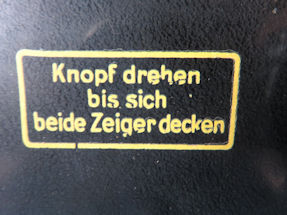 Knopf drehen
bis sich
beide Zeiger decken